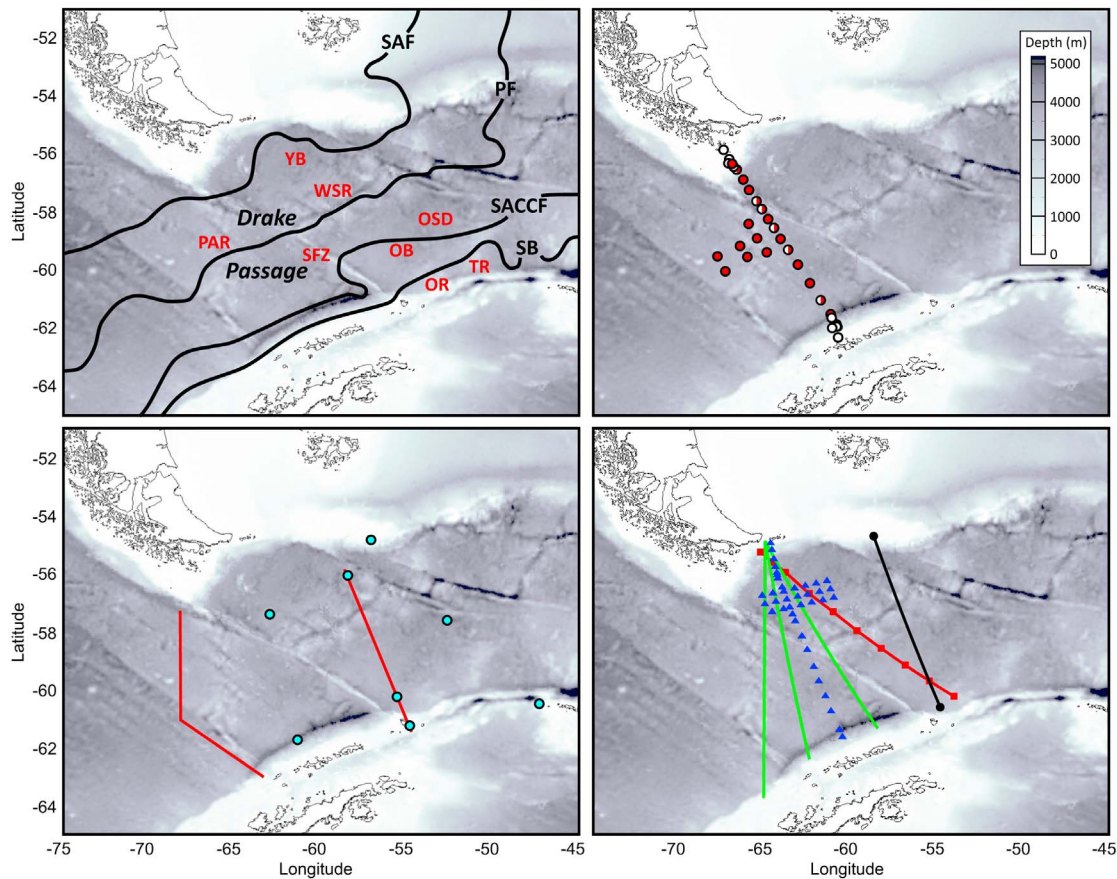 -52
-54
-56
-58
-60
-62
-64
Latitude
SAF
PF
YB
WSR
Drake
OSD
SACCF
PAR
SFZ
OB
SB
Passage
TR
OR
Depth (m)
5000
4000
3000
2000
1000
0
-52
-54
-56
-58
-60
-62
-64
Latitude
-75
-70
-65
-60
-55
-50
-45
Longitude
-70
-65
-60
-55
-50
-45
Longitude